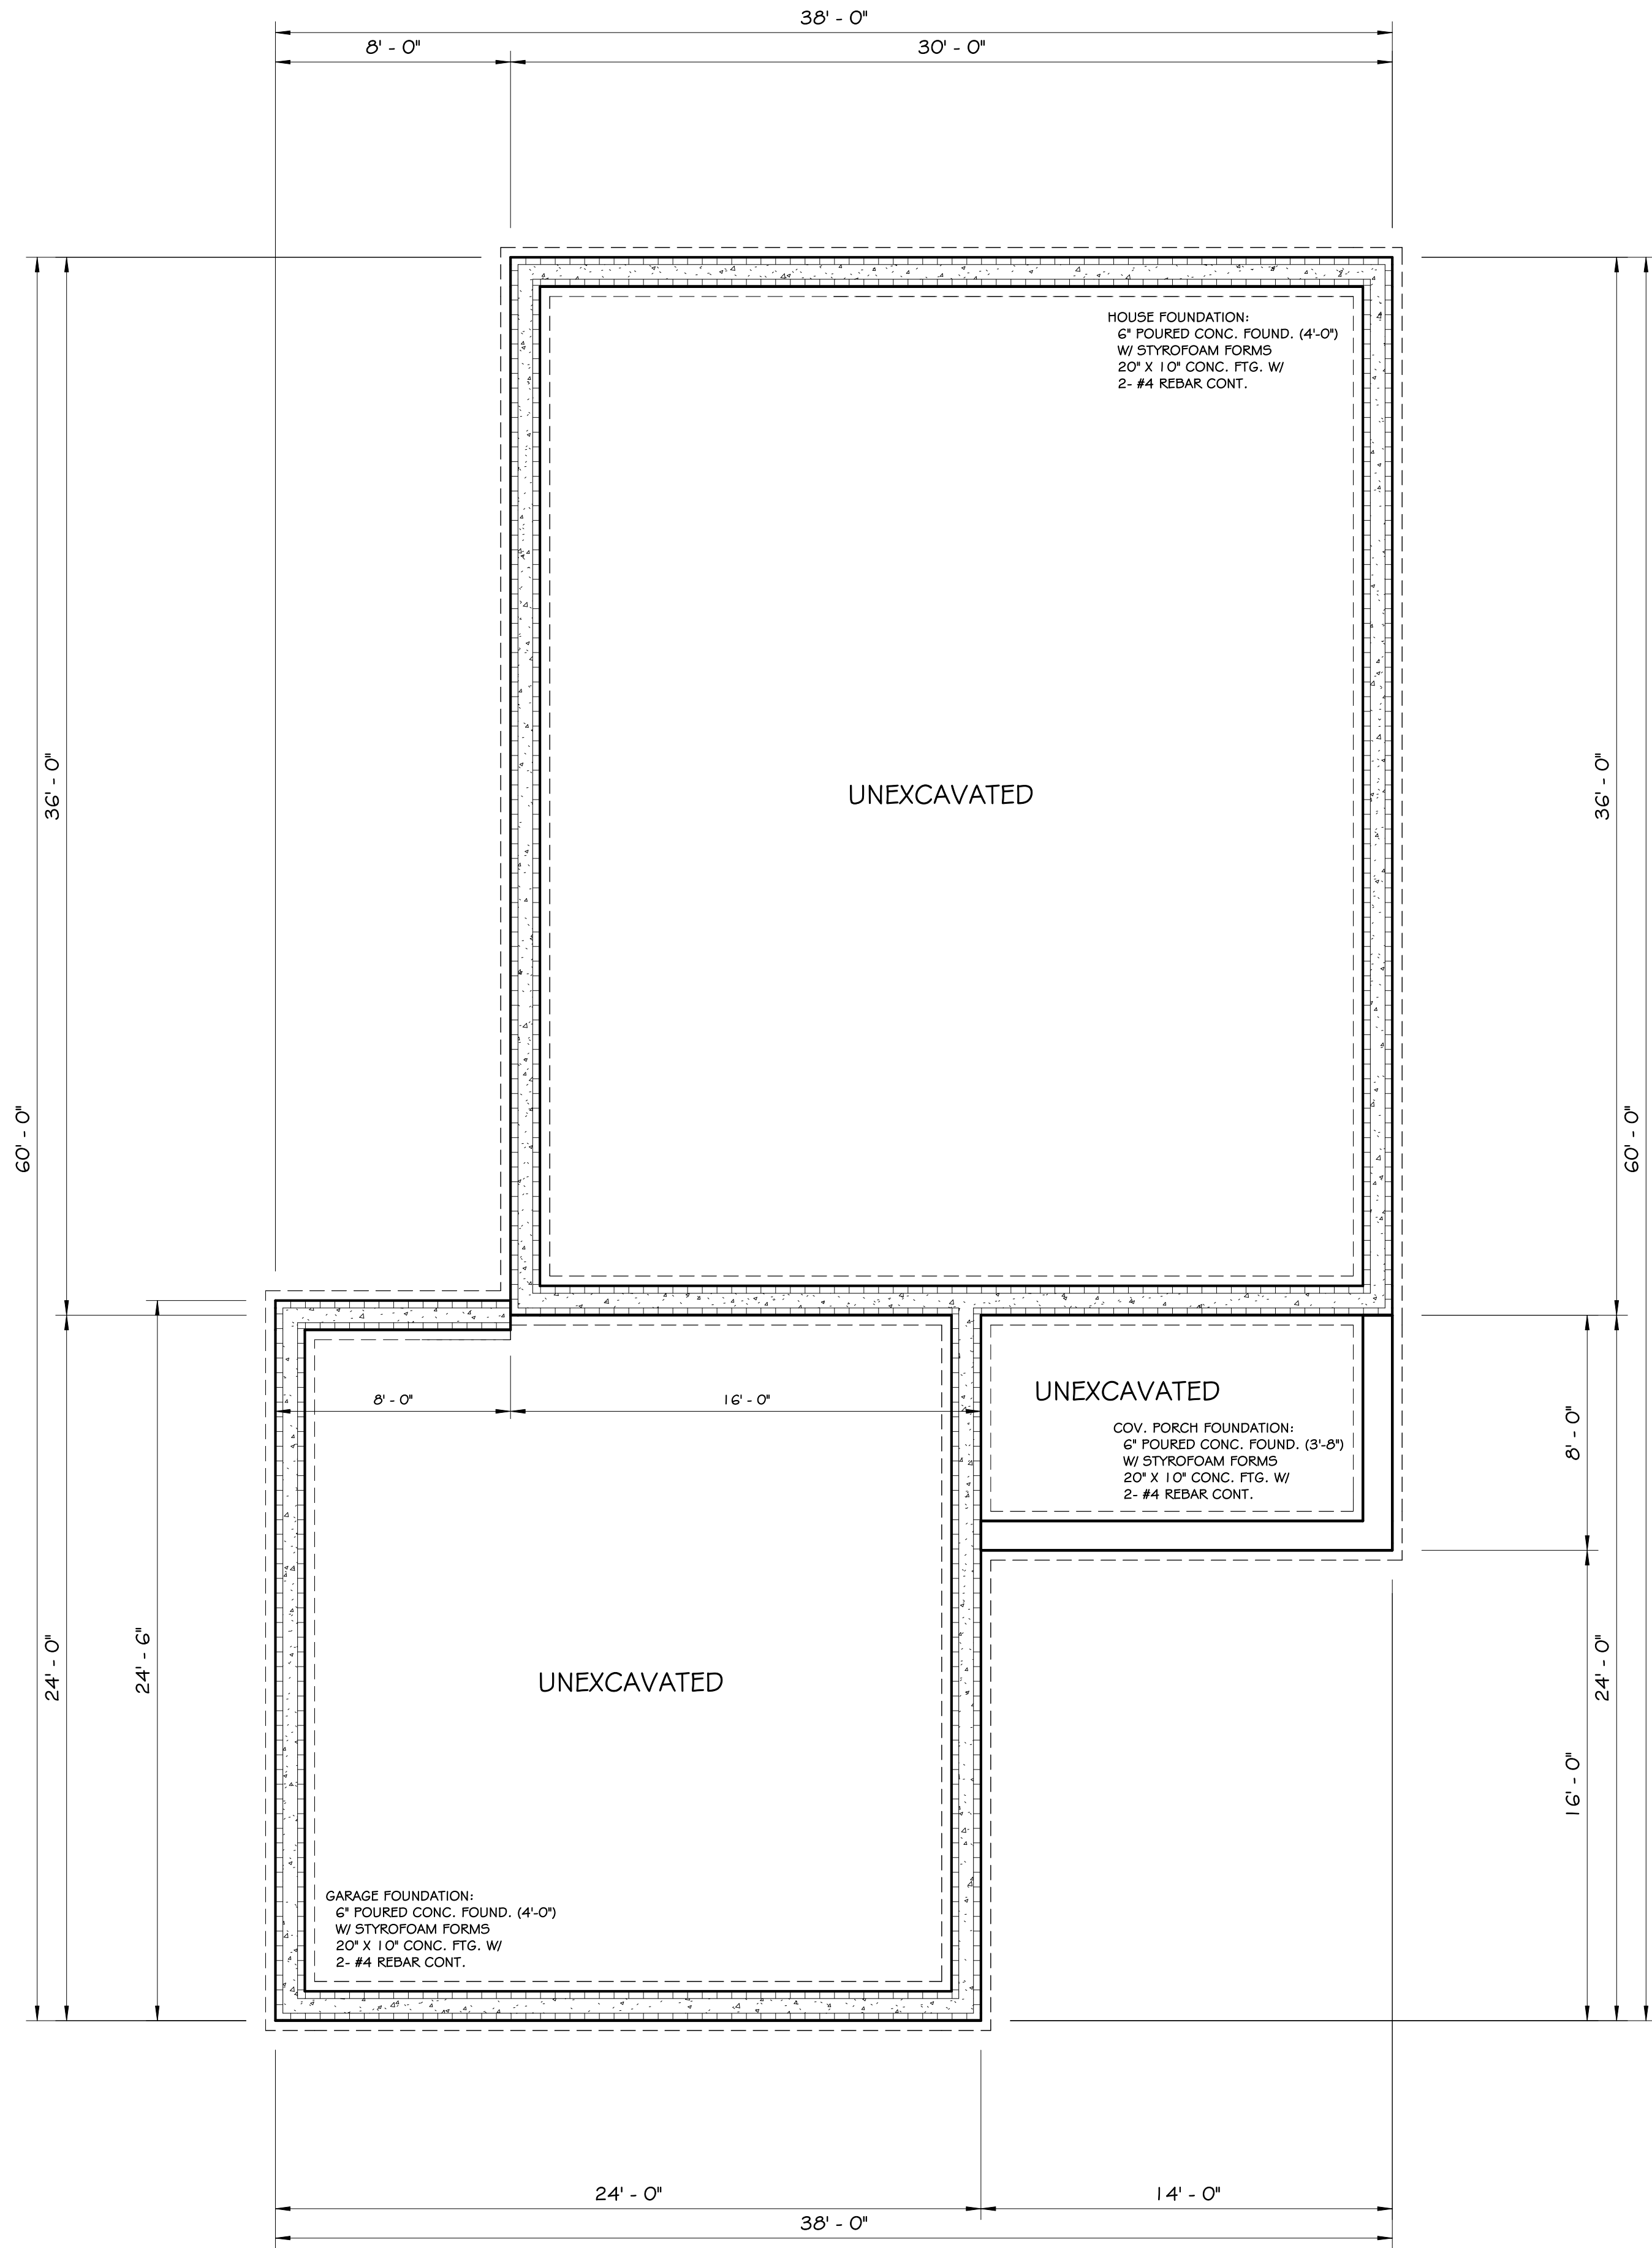 38' - 0"
8' - 0"
30' - 0"
HOUSE FOUNDATION:
6" POURED CONC. FOUND. (4'-0")
W/ STYROFOAM FORMS
20" X 10" CONC. FTG. W/
2- #4 REBAR CONT.
36' - 0"
36' - 0"
UNEXCAVATED
60' - 0"
60' - 0"
8' - 0"
16' - 0"
UNEXCAVATED
COV. PORCH FOUNDATION:
6" POURED CONC. FOUND. (3'-8")
W/ STYROFOAM FORMS
20" X 10" CONC. FTG. W/
2- #4 REBAR CONT.
8' - 0"
24' - 0"
24' - 6"
UNEXCAVATED
24' - 0"
16' - 0"
GARAGE FOUNDATION:
6" POURED CONC. FOUND. (4'-0")
W/ STYROFOAM FORMS
20" X 10" CONC. FTG. W/
2- #4 REBAR CONT.
24' - 0"
14' - 0"
38' - 0"